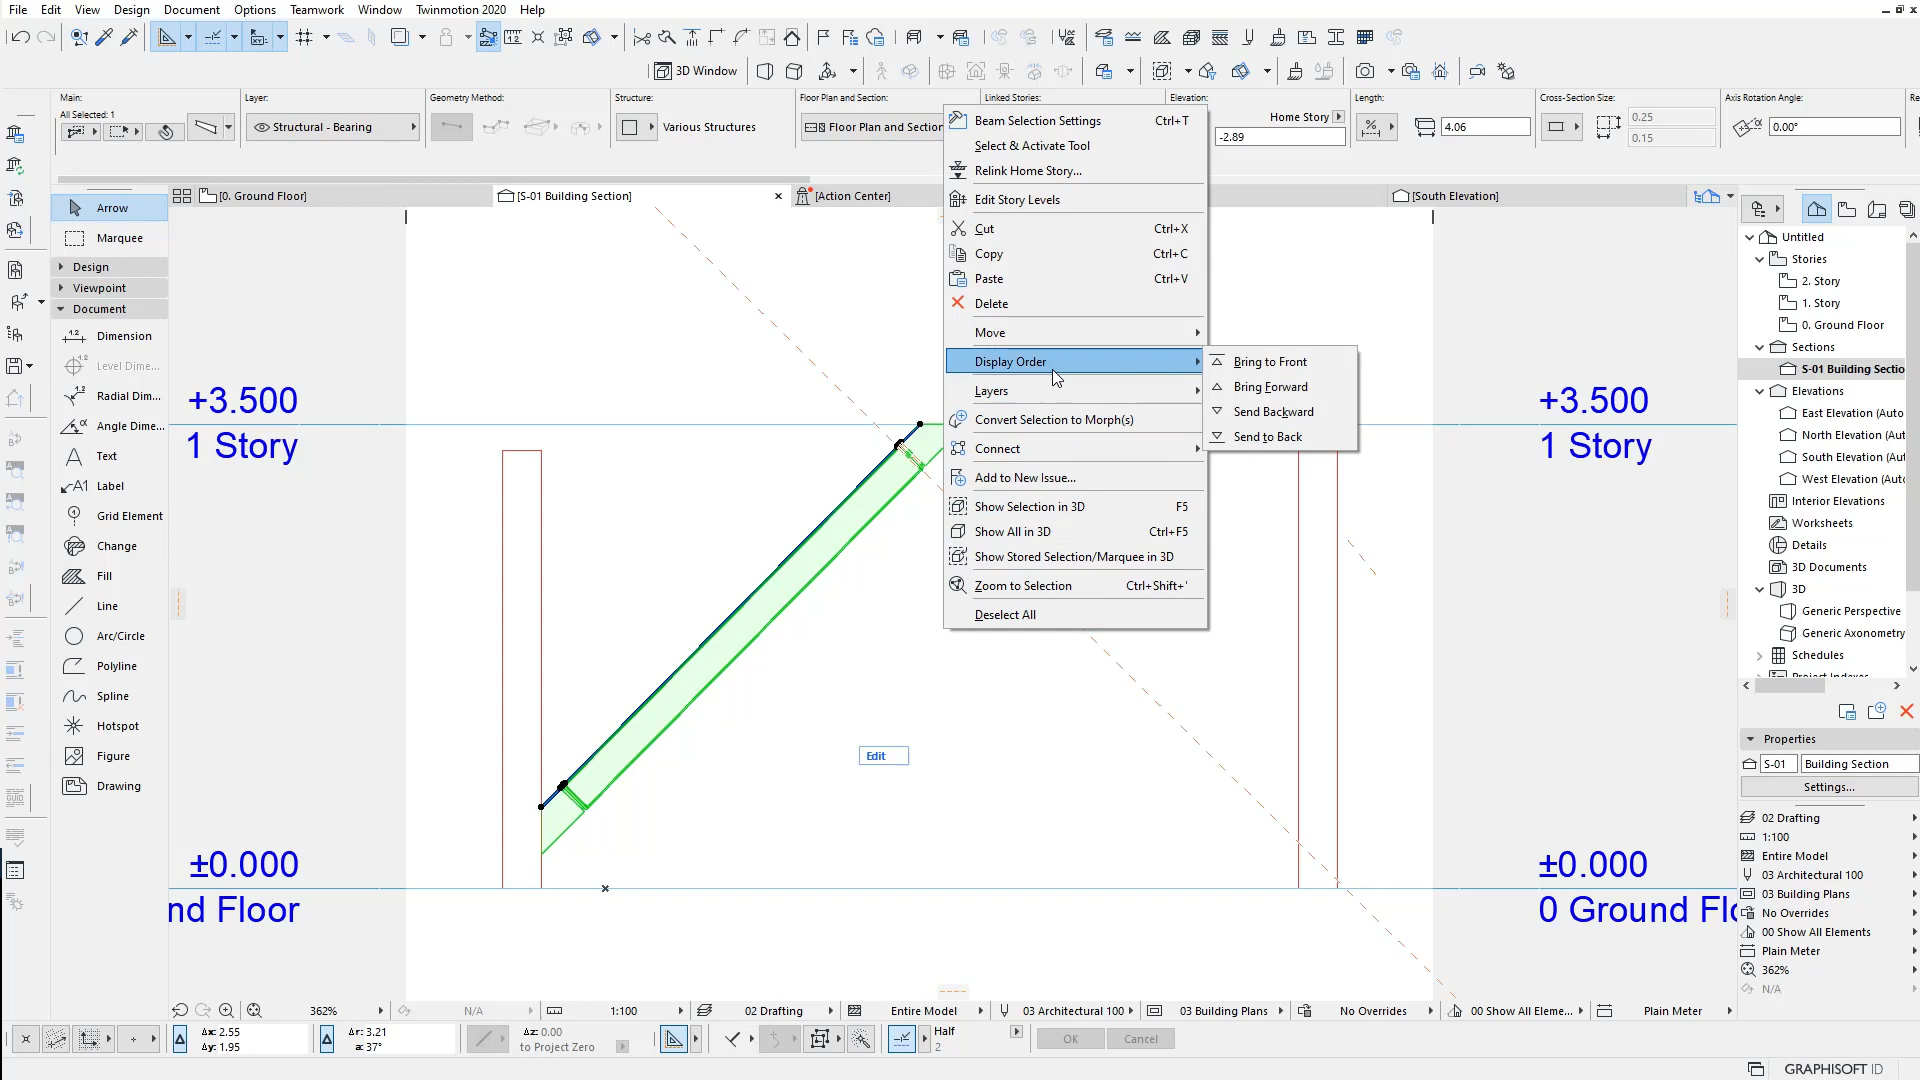 File Edit View Design Document Options Teamwork Window Twinmotion 2020 Help
3D Window
Main: Layer: Geometry Method: Structure: Floor Plan and Section: Linked Stories: Elevation: Length: Cross-Section Size: Axis Rotation Angle: Re
All Selected: 1
Structural - Bearing
Various Structures
Floor Plan and Section
Home Story
-2.89
4.06
0.25
0.15
0.00°
[0. Ground Floor]
[S-01 Building Section]
[Action Center]
[South Elevation]
Arrow
Marquee
Design
Viewpoint
Document
Dimension
Level Dime...
Radial Dim...
Angle Dime...
Text
Label
Grid Element
Change
Fill
Line
Arc/Circle
Polyline
Spline
Hotspot
Figure
Drawing
+3.500
1 Story
±0.000
nd Floor
+3.500
1 Story
±0.000
0 Ground Flo
Edit
Beam Selection Settings Ctrl+T
Select & Activate Tool
Relink Home Story...
Edit Story Levels
Cut Ctrl+X
Copy Ctrl+C
Paste Ctrl+V
Delete
Move
Display Order
Layers
Convert Selection to Morph(s)
Connect
Add to New Issue...
Show Selection in 3D F5
Show All in 3D Ctrl+F5
Show Stored Selection/Marquee in 3D
Zoom to Selection Ctrl+Shift+'
Deselect All
Bring to Front
Bring Forward
Send Backward
Send to Back
Untitled
Stories
2. Story
1. Story
0. Ground Floor
Sections
S-01 Building Sectio
Elevations
East Elevation (Auto
North Elevation (Aut
South Elevation (Aut
West Elevation (Auto
Interior Elevations
Worksheets
Details
3D Documents
3D
Generic Perspective
Generic Axonometry
Schedules
Project Indexes
Properties
S-01 Building Section
Settings...
02 Drafting
1:100
Entire Model
03 Architectural 100
03 Building Plans
No Overrides
00 Show All Elements
Plain Meter
362%
N/A
362% N/A 1:100 02 Drafting Entire Model 03 Architectural 100 03 Building Plans No Overrides 00 Show All Eleme... Plain Meter
Δx: 2.55
Δy: 1.95
Δr: 3.21
a: 37°
Δz: 0.00
to Project Zero
Half
2
OK Cancel
GRAPHISOFT ID